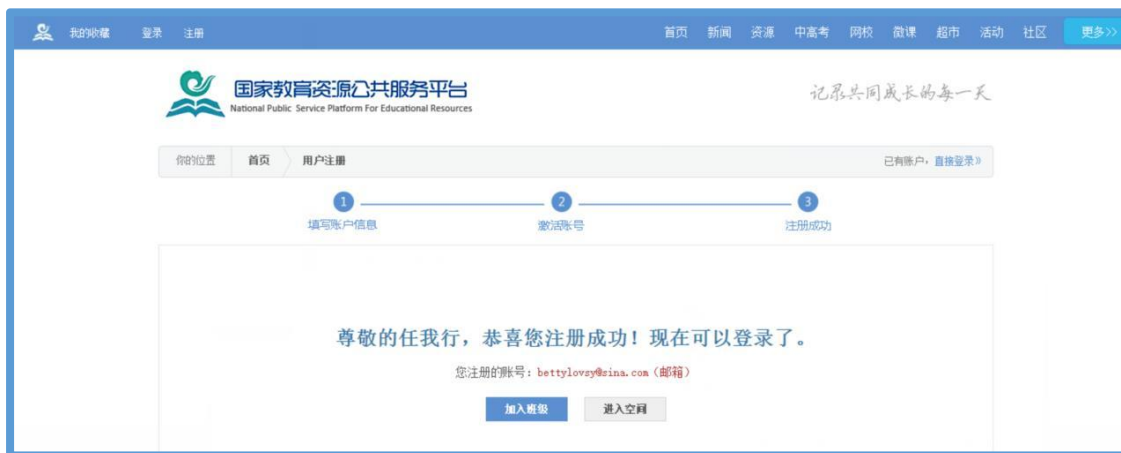 我的收藏 登录 注册 首页 新闻 资源 中高考 网校 微课 超市 活动 社区 更多>>
国家教育资源公共服务平台
National Public Service Platform For Educational Resources
记录共同成长的每一天
你的位置 首页 用户注册 已有账户,直接登录»
1 2 3
填写账户信息 激活账号 注册成功
尊敬的任我行,恭喜您注册成功!现在可以登录了。
您注册的账号:bettylovsy@sina.com(邮箱)
加入班级 进入空间